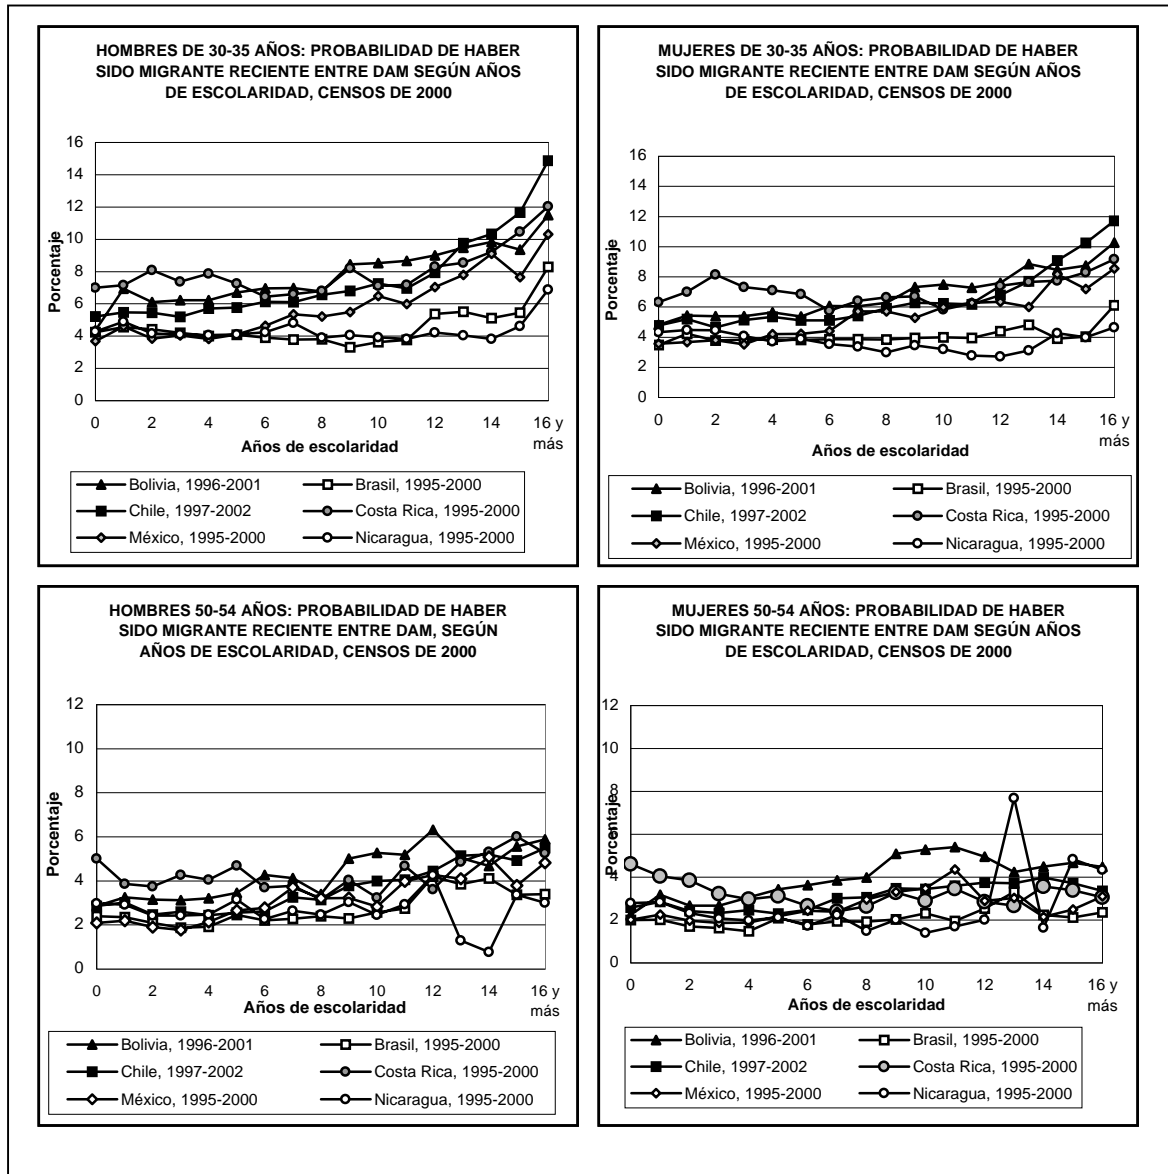 HOMBRES DE 30-35 AÑOS: PROBABILIDAD DE HABER
SIDO MIGRANTE RECIENTE ENTRE DAM SEGÚN AÑOS
DE ESCOLARIDAD, CENSOS DE 2000
16
14
12
10
8
6
4
2
0
Porcentaje
0 2 4 6 8 10 12 14 16 y
más
Años de escolaridad
Bolivia, 1996-2001
Brasil, 1995-2000
Chile, 1997-2002
Costa Rica, 1995-2000
México, 1995-2000
Nicaragua, 1995-2000
MUJERES DE 30-35 AÑOS: PROBABILIDAD DE HABER
SIDO MIGRANTE RECIENTE ENTRE DAM SEGÚN AÑOS
DE ESCOLARIDAD, CENSOS DE 2000
16
14
12
10
8
6
4
2
0
Porcentaje
0 2 4 6 8 10 12 14 16 y
más
Años de escolaridad
Bolivia, 1996-2001
Brasil, 1995-2000
Chile, 1997-2002
Costa Rica, 1995-2000
México, 1995-2000
Nicaragua, 1995-2000
HOMBRES 50-54 AÑOS: PROBABILIDAD DE HABER
SIDO MIGRANTE RECIENTE ENTRE DAM, SEGÚN
AÑOS DE ESCOLARIDAD, CENSOS DE 2000
12
10
8
6
4
2
0
Porcentaje
0 2 4 6 8 10 12 14 16 y
más
Años de escolaridad
Bolivia, 1996-2001
Brasil, 1995-2000
Chile, 1997-2002
Costa Rica, 1995-2000
México, 1995-2000
Nicaragua, 1995-2000
MUJERES 50-54 AÑOS: PROBABILIDAD DE HABER
SIDO MIGRANTE RECIENTE ENTRE DAM SEGÚN AÑOS
DE ESCOLARIDAD, CENSOS DE 2000
12
10
8
6
4
2
0
Porcentaje
0 2 4 6 8 10 12 14 16 y
más
Años de escolaridad
Bolivia, 1996-2001
Brasil, 1995-2000
Chile, 1997-2002
Costa Rica, 1995-2000
México, 1995-2000
Nicaragua, 1995-2000